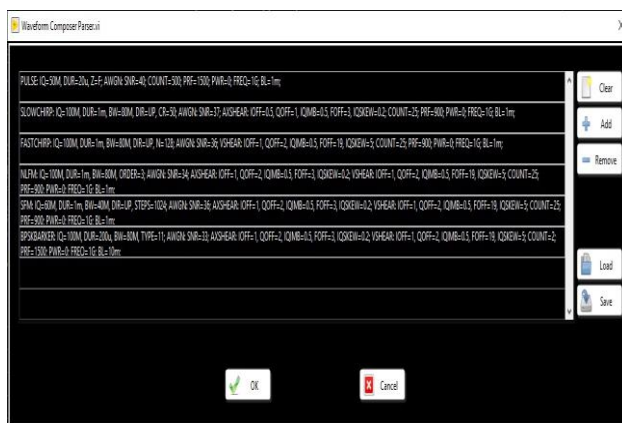 Waveform Composer Parser.vi
PULSE: IQ=50M, DUR=20u, Z=F; AWGN: SNR=40; COUNT=500; PRF=1500; PWR=0; FREQ=1G; BL=1m;
SLOWCHIRP: IQ=100M, DUR=1m, BW=80M, DIR=UP, CR=50; AWGN: SNR=37; AXSHEAR: IOFF=0.5, QOFF=1, IQIMB=0.5, FOFF=3, IQSKEW=0.2; COUNT=25; PRF=900; PWR=0; FREQ=1G; BL=1m;
FASTCHIRP: IQ=100M, DUR=1m, BW=80M, DIR=UP, N=128; AWGN: SNR=36; VSHEAR: IOFF=1, QOFF=2, IQIMB=0.5, FOFF=19, IQSKEW=5; COUNT=25; PRF=900; PWR=0; FREQ=1G; BL=1m;
NLFM: IQ=100M, DUR=1m, BW=80M, ORDER=3; AWGN: SNR=34; AXSHEAR: IOFF=1, QOFF=2, IQIMB=0.5, FOFF=3, IQSKEW=0.2; VSHEAR: IOFF=1, QOFF=2, IQIMB=0.5, FOFF=19, IQSKEW=5; COUNT=25;
PRF=900; PWR=0; FREQ=1G; BL=1m;
SFM: IQ=60M, DUR=1m, BW=40M, DIR=UP, STEPS=1024; AWGN: SNR=36; AXSHEAR: IOFF=1, QOFF=2, IQIMB=0.5, FOFF=3, IQSKEW=0.2; VSHEAR: IOFF=1, QOFF=2, IQIMB=0.5, FOFF=19, IQSKEW=5; COUNT=25;
PRF=900; PWR=0; FREQ=1G; BL=1m;
BPSKBARKER: IQ=100M, DUR=200u, BW=80M, TYPE=11; AWGN: SNR=33; AXSHEAR: IOFF=1, QOFF=2, IQIMB=0.5, FOFF=3, IQSKEW=0.2; VSHEAR: IOFF=1, QOFF=2, IQIMB=0.5, FOFF=19, IQSKEW=5; COUNT=2;
PRF=1500; PWR=0; FREQ=1G; BL=10m;
Clear
Add
Remove
Load
Save
OK
Cancel